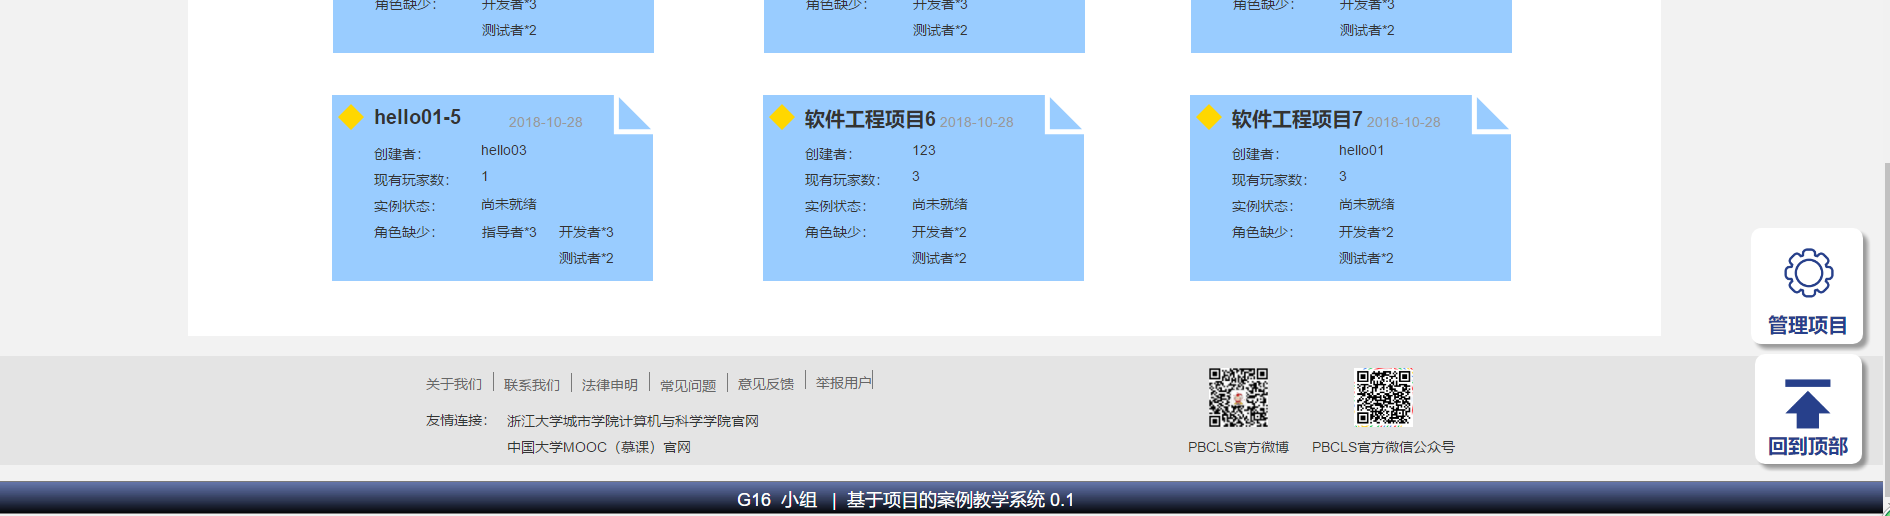 角色缺少： 开发者*3
测试者*2
角色缺少： 开发者*3
测试者*2
角色缺少： 开发者*3
测试者*2
hello01-5 2018-10-28
创建者： hello03
现有玩家数： 1
实例状态： 尚未就绪
角色缺少： 指导者*3 开发者*3
测试者*2
软件工程项目6 2018-10-28
创建者： 123
现有玩家数： 3
实例状态： 尚未就绪
角色缺少： 开发者*2
测试者*2
软件工程项目7 2018-10-28
创建者： hello01
现有玩家数： 3
实例状态： 尚未就绪
角色缺少： 开发者*2
测试者*2
管理项目
回到顶部
关于我们 | 联系我们 | 法律申明 | 常见问题 | 意见反馈 | 举报用户|
友情连接： 浙江大学城市学院计算机与科学学院官网
中国大学MOOC（慕课）官网
PBCLS官方微博 PBCLS官方微信公众号
G16 小组 | 基于项目的案例教学系统 0.1